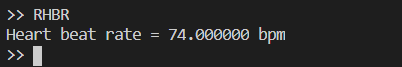 >> RHBR
Heart beat rate = 74.000000 bpm
>>